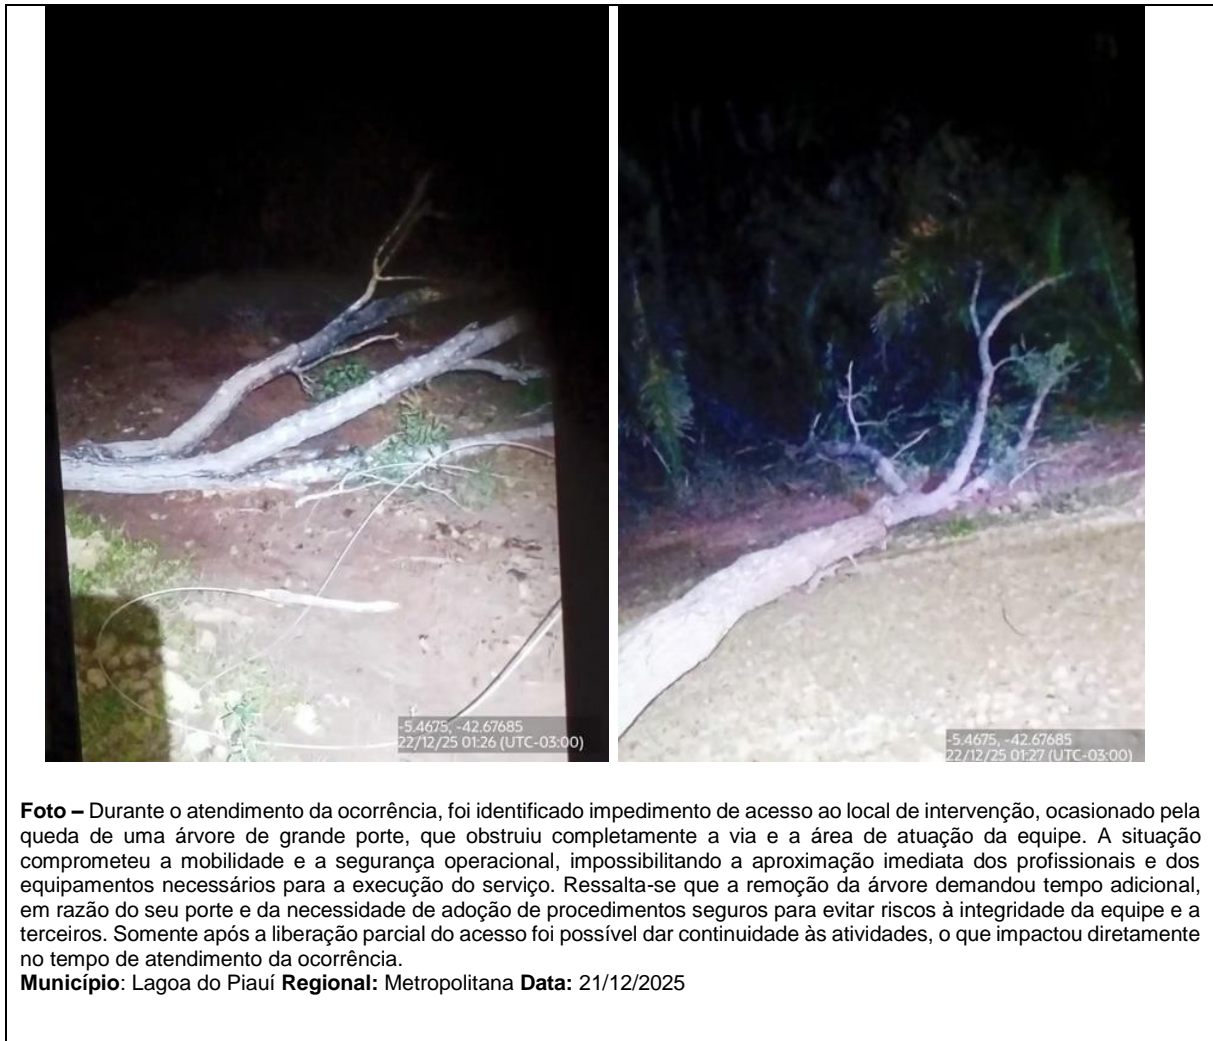 -5.4675, -42.67685
22/12/25 01:26 (UTC-03:00)
-5.4675, -42.67685
22/12/25 01:27 (UTC-03:00)
Foto – Durante o atendimento da ocorrência, foi identificado impedimento de acesso ao local de intervenção, ocasionado pela
queda de uma árvore de grande porte, que obstruiu completamente a via e a área de atuação da equipe. A situação
comprometeu a mobilidade e a segurança operacional, impossibilitando a aproximação imediata dos profissionais e dos
equipamentos necessários para a execução do serviço. Ressalta-se que a remoção da árvore demandou tempo adicional,
em razão do seu porte e da necessidade de adoção de procedimentos seguros para evitar riscos à integridade da equipe e a
terceiros. Somente após a liberação parcial do acesso foi possível dar continuidade às atividades, o que impactou diretamente
no tempo de atendimento da ocorrência.
Município: Lagoa do Piauí Regional: Metropolitana Data: 21/12/2025